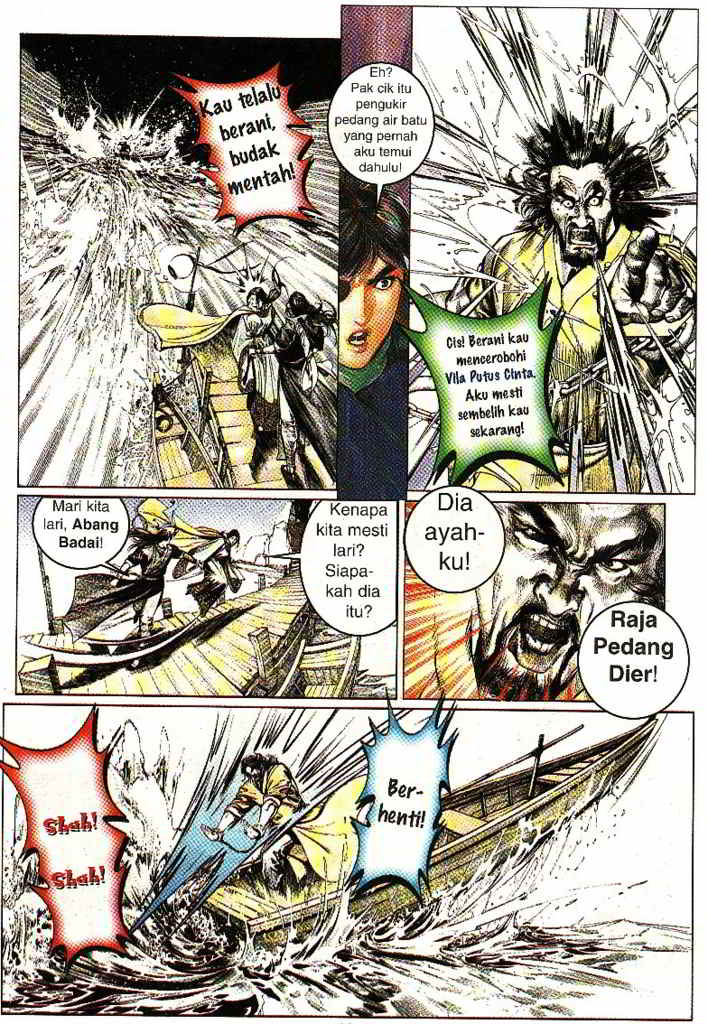 Kau telalu
berani,
budak
mentah!
Eh?
Pak cik itu
pengukir
pedang air batu
yang pernah
aku temui
dahulu!
Cis! Berani kau
mencerobohi
Vila Putus Cinta.
Aku mesti
sembelih kau
sekarang!
Mari kita
lari, Abang
Badai!
Kenapa
kita mesti
lari?
Siapa-
kah dia
itu?
Dia
ayah-
ku!
Raja
Pedang
Dier!
Shah!
Shah!
Ber-
henti!